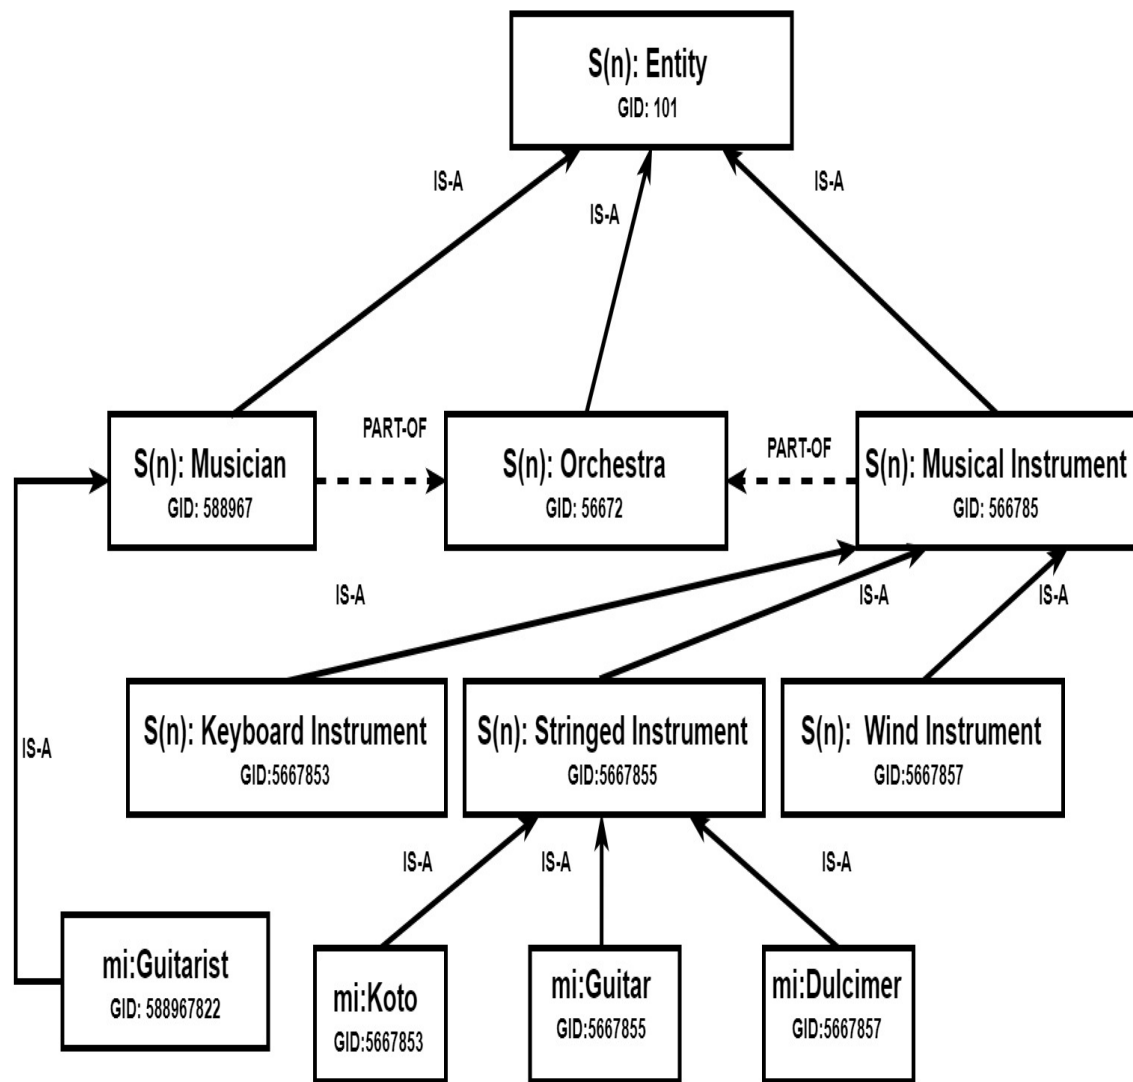 S(n): Entity
GID: 101
IS-A
IS-A
IS-A
S(n): Musician
GID: 588967
PART-OF
S(n): Orchestra
GID: 56672
PART-OF
S(n): Musical Instrument
GID: 566785
IS-A
IS-A
IS-A
S(n): Keyboard Instrument
GID:5667853
S(n): Stringed Instrument
GID:5667855
S(n): Wind Instrument
GID:5667857
IS-A
IS-A
IS-A
IS-A
mi:Guitarist
GID: 588967822
mi:Koto
GID:5667853
mi:Guitar
GID:5667855
mi:Dulcimer
GID:5667857